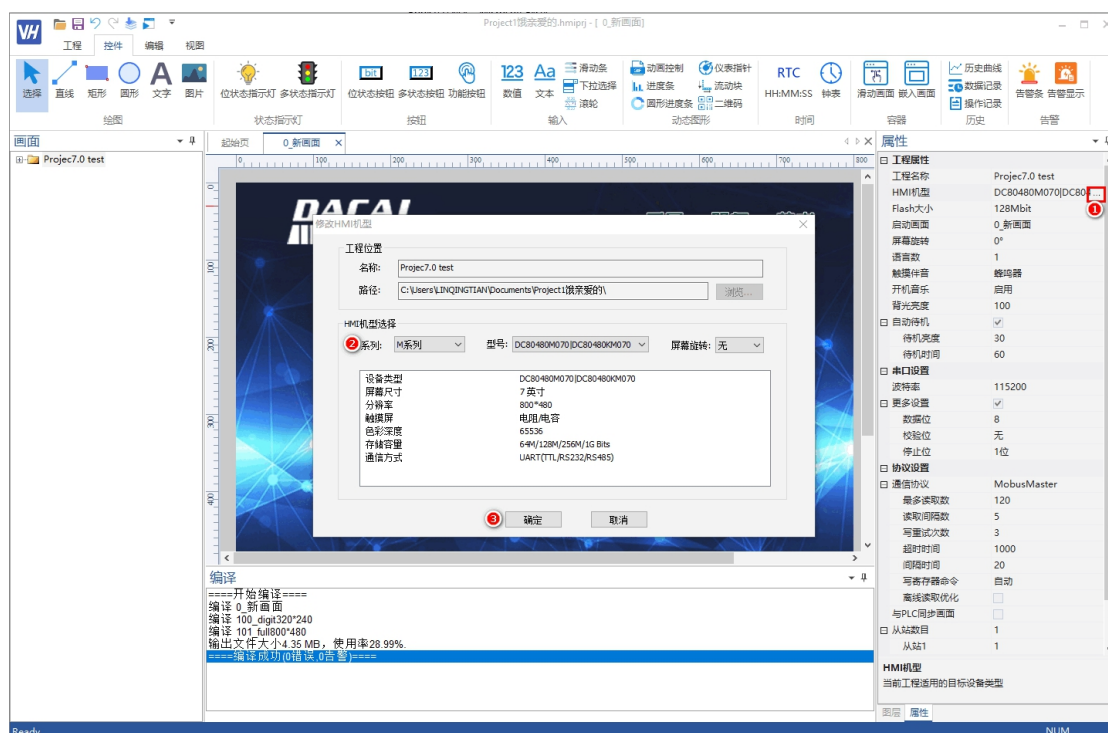 VH
Project1饿亲爱的.hmiprj - [ 0_新画面]
工程 控件 编辑 视图
选择 直线 矩形 圆形 文字 图片
绘图
位状态指示灯 多状态指示灯
状态指示灯
bit 123
位状态按钮 多状态按钮 功能按钮
按钮
123 Aa
数值 文本
滑动条
下拉选择
滚轮
输入
动画控制 仪表指针
进度条 流动块
圆形进度条 二维码
动态图形
RTC
HH:MM:SS 钟表
时间
滑动画面 嵌入画面
容器
历史曲线
数据记录
操作记录
历史
告警条 告警显示
告警
画面
Projec7.0 test
起始页 0_新画面
0 100 200 300 400 500 600 700 800
0
100
200
300
400
DACAI
修改HMI机型
工程位置
名称: Projec7.0 test
路径: C:\Users\LINQINGTIAN\Documents\Project1饿亲爱的\ 浏览...
HMI机型选择
2 系列: M系列 型号: DC80480M070|DC80480KM070 屏幕旋转: 无
设备类型 DC80480M070|DC80480KM070
屏幕尺寸 7 英寸
分辨率 800*480
触摸屏 电阻/电容
色彩深度 65536
存储容量 64M/128M/256M/1G Bits
通信方式 UART(TTL/RS232/RS485)
3 确定 取消
编译
====开始编译====
编译 0_新画面
编译 100_digit320*240
编译 101_full800*480
输出文件大小4.35 MB，使用率28.99%.
====编译成功(0错误,0告警)====
属性
工程属性
工程名称 Projec7.0 test
HMI机型 DC80480M070|DC804 ...
1
Flash大小 128Mbit
启动画面 0_新画面
屏幕旋转 0°
语言数 1
触摸伴音 蜂鸣器
开机音乐 启用
背光亮度 100
自动待机
待机亮度 30
待机时间 60
串口设置
波特率 115200
更多设置
数据位 8
校验位 无
停止位 1位
协议设置
通信协议 MobusMaster
最多读取数 120
读取间隔数 5
写重试次数 3
超时时间 1000
间隔时间 20
写寄存器命令 自动
离线读取优化
与PLC同步画面
从站数目 1
从站1 1
HMI机型
当前工程适用的目标设备类型
图层 属性
Ready
NUM